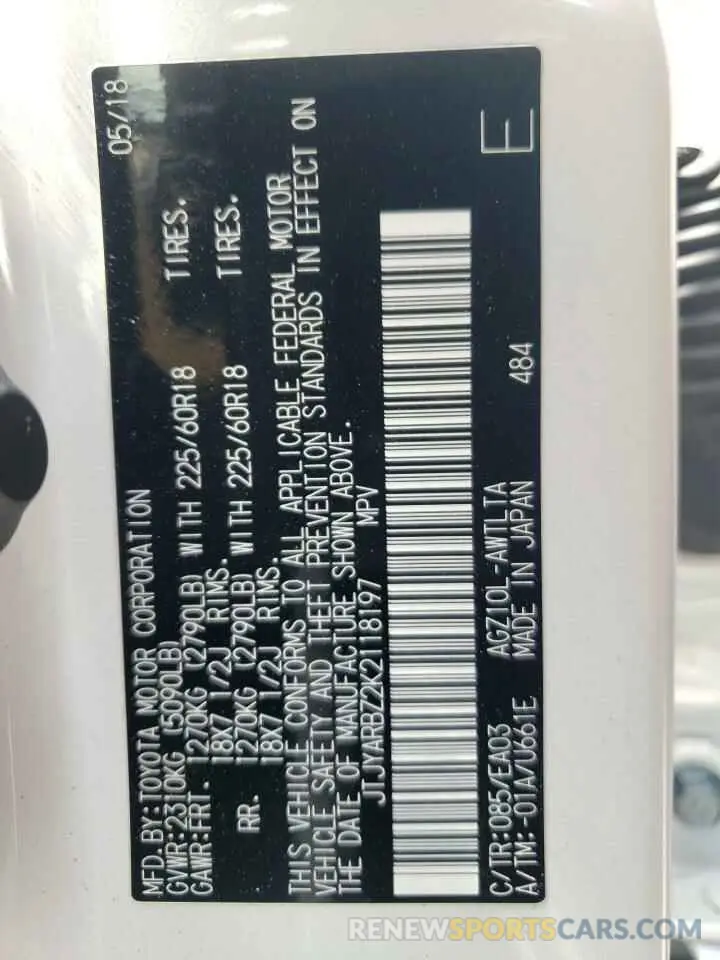 MFD.BY:TOYOTA MOTOR CORPORATION 05/18
GVWR:2310KG (5090LB)
GAWR:FRT. 1270KG (2790LB) WITH 225/60R18 TIRES.
18X7 1/2J RIMS.
RR. 1270KG (2790LB) WITH 225/60R18 TIRES.
18X7 1/2J RIMS.
THIS VEHICLE CONFORMS TO ALL APPLICABLE FEDERAL MOTOR
VEHICLE SAFETY AND THEFT PREVENTION STANDARDS IN EFFECT ON
THE DATE OF MANUFACTURE SHOWN ABOVE.
JTJYARBZ2K2118197 MPV
E
C/TR:085/EA03 AGZ10L-AWTLTA 484
A/TM:-01A/U661E MADE IN JAPAN
RENEWSPORTSCARS.COM